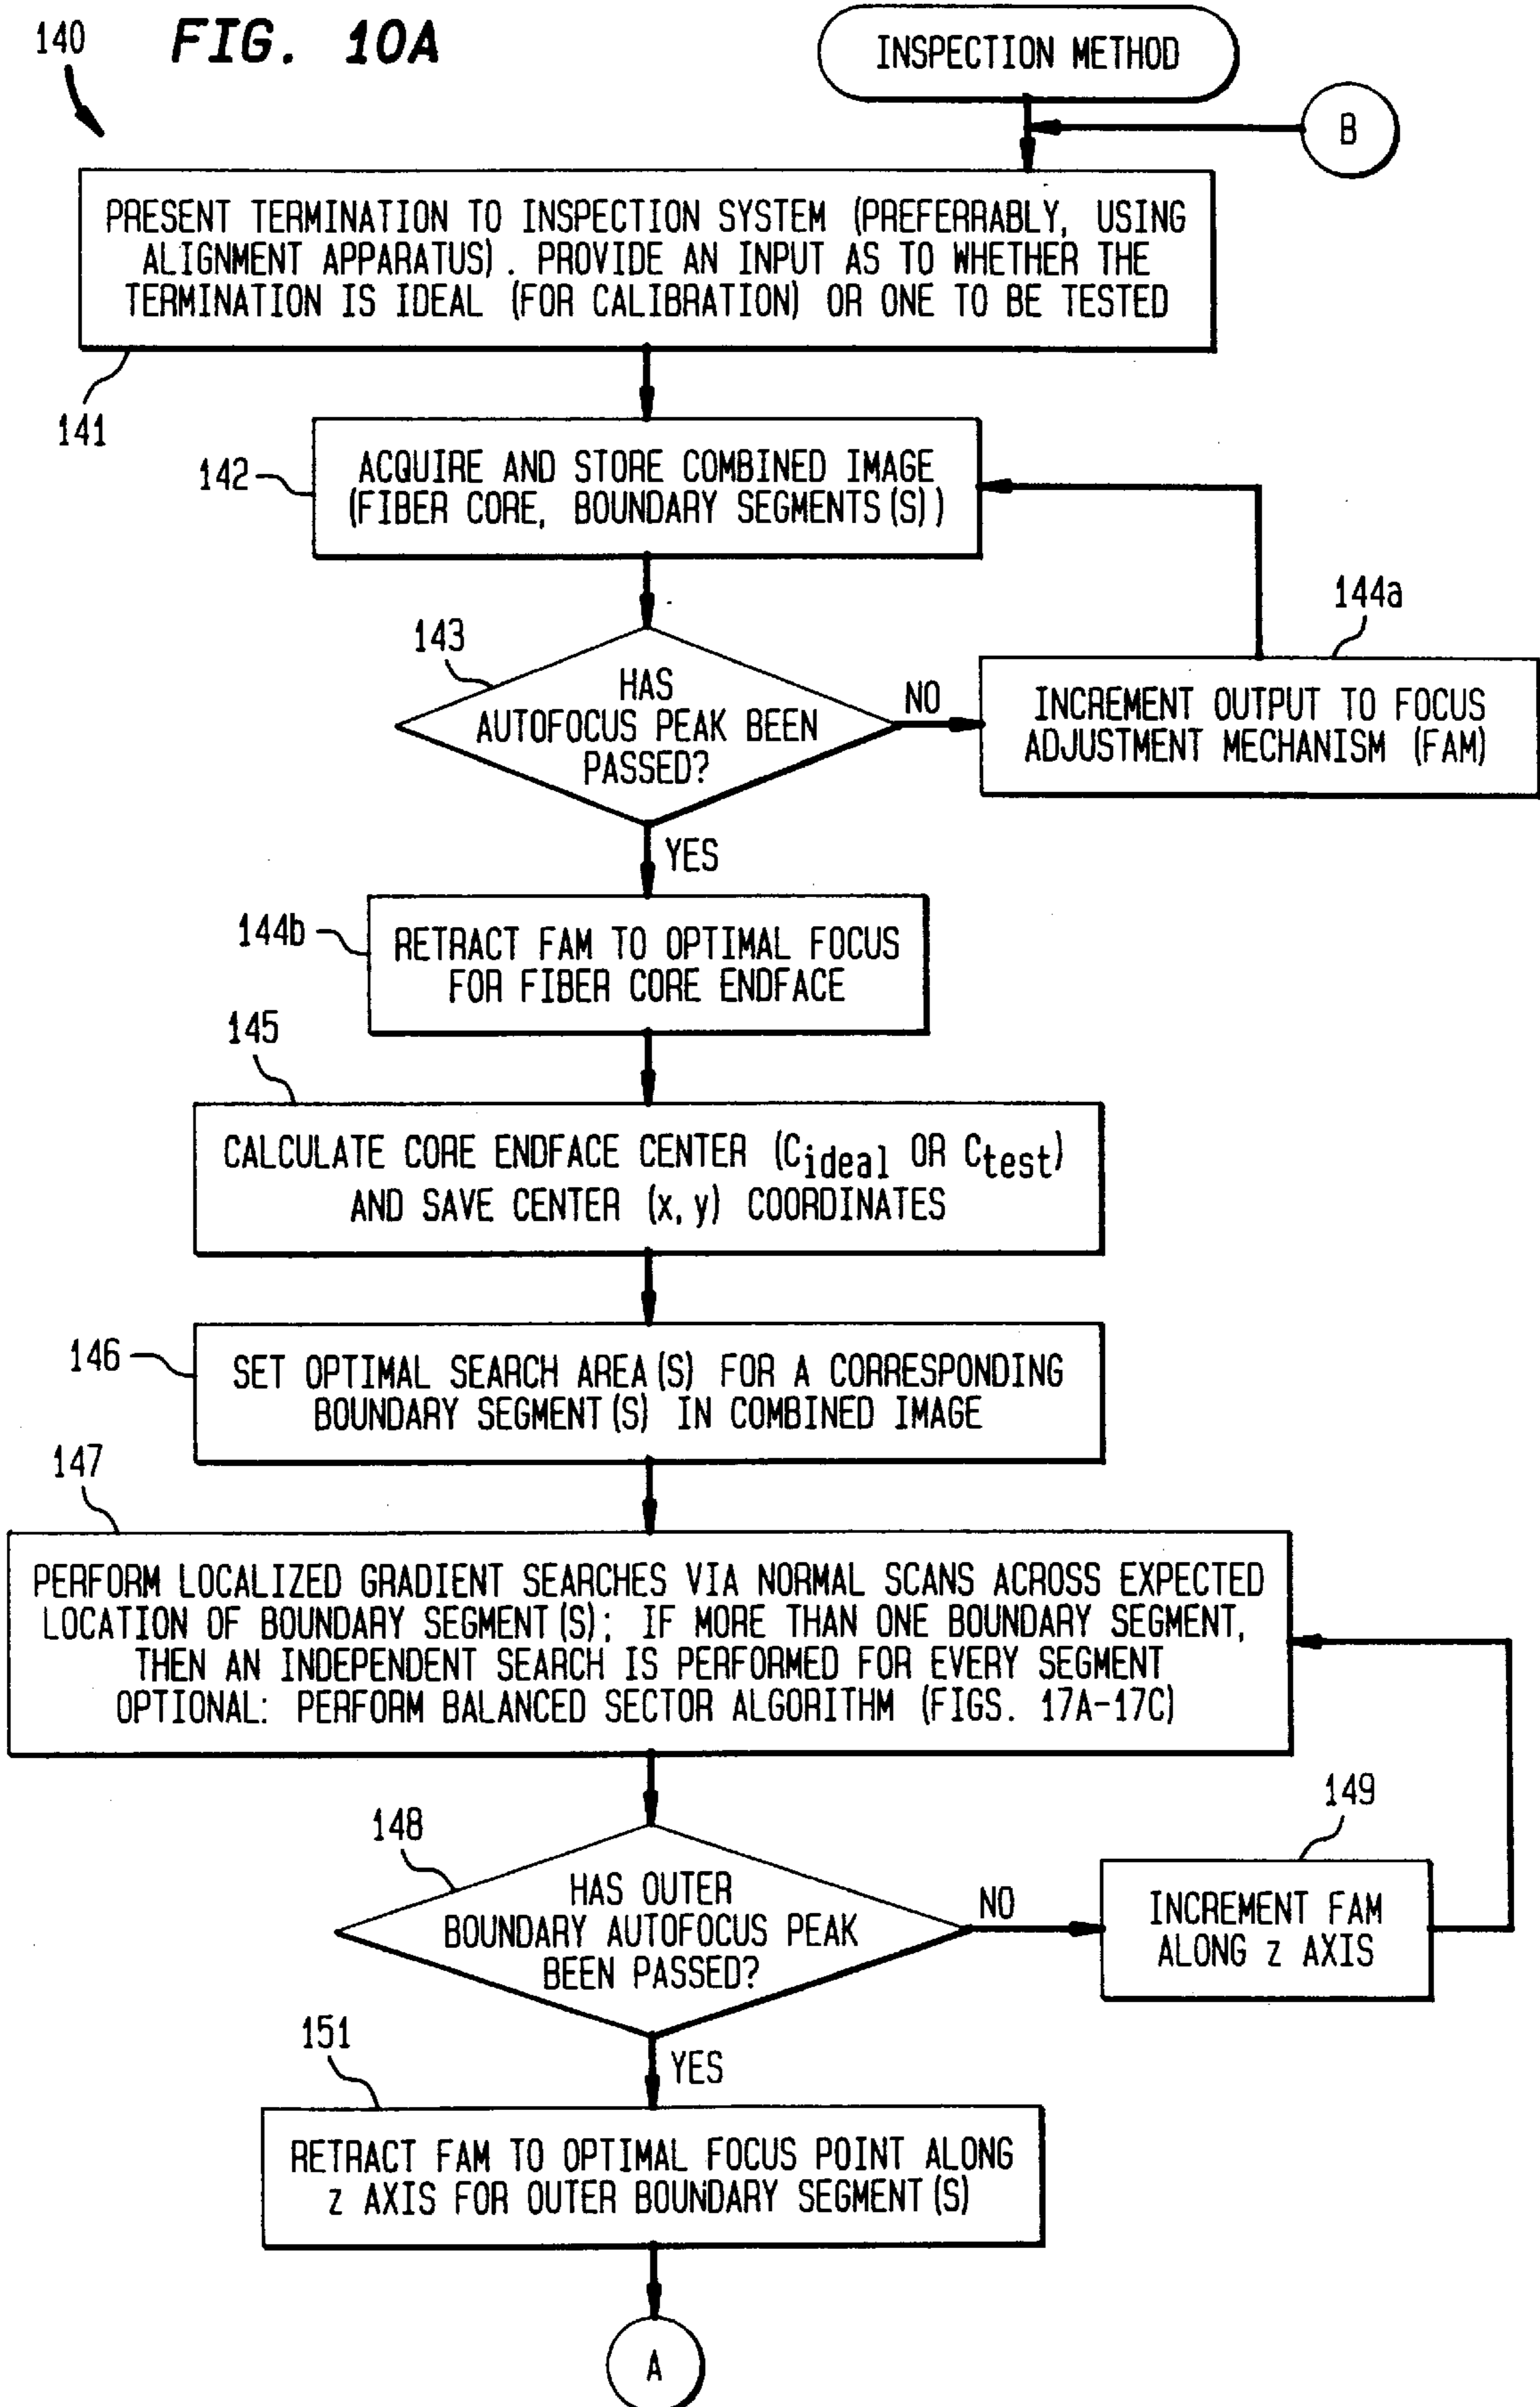 140
FIG. 10A
INSPECTION METHOD
B
PRESENT TERMINATION TO INSPECTION SYSTEM (PREFERRABLY, USING
ALIGNMENT APPARATUS). PROVIDE AN INPUT AS TO WHETHER THE
TERMINATION IS IDEAL (FOR CALIBRATION) OR ONE TO BE TESTED
141
142
ACQUIRE AND STORE COMBINED IMAGE
(FIBER CORE, BOUNDARY SEGMENTS(S))
143
HAS
AUTOFOCUS PEAK BEEN
PASSED?
NO
144a
INCREMENT OUTPUT TO FOCUS
ADJUSTMENT MECHANISM (FAM)
YES
144b
RETRACT FAM TO OPTIMAL FOCUS
FOR FIBER CORE ENDFACE
145
CALCULATE CORE ENDFACE CENTER (Cideal OR Ctest)
AND SAVE CENTER (x, y) COORDINATES
146
SET OPTIMAL SEARCH AREA(S) FOR A CORRESPONDING
BOUNDARY SEGMENT(S) IN COMBINED IMAGE
147
PERFORM LOCALIZED GRADIENT SEARCHES VIA NORMAL SCANS ACROSS EXPECTED
LOCATION OF BOUNDARY SEGMENT(S); IF MORE THAN ONE BOUNDARY SEGMENT,
THEN AN INDEPENDENT SEARCH IS PERFORMED FOR EVERY SEGMENT
OPTIONAL: PERFORM BALANCED SECTOR ALGORITHM (FIGS. 17A-17C)
148
HAS OUTER
BOUNDARY AUTOFOCUS PEAK
BEEN PASSED?
NO
149
INCREMENT FAM
ALONG z AXIS
YES
151
RETRACT FAM TO OPTIMAL FOCUS POINT ALONG
z AXIS FOR OUTER BOUNDARY SEGMENT(S)
A